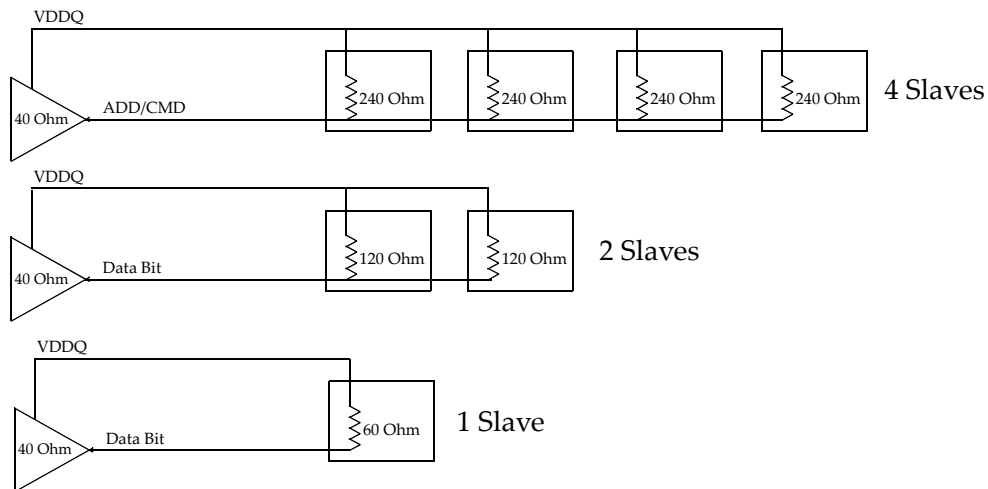 VDDQ
40 Ohm
ADD/CMD
240 Ohm
240 Ohm
240 Ohm
240 Ohm
4 Slaves
VDDQ
40 Ohm
Data Bit
120 Ohm
120 Ohm
2 Slaves
VDDQ
40 Ohm
Data Bit
60 Ohm
1 Slave